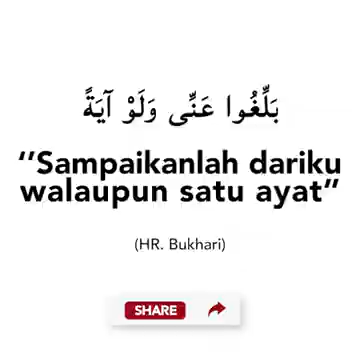 بَلِّغُوا عَنِّى وَلَوْ آيَةً
‘’Sampaikanlah dariku
walaupun satu ayat”
(HR. Bukhari)
SHARE